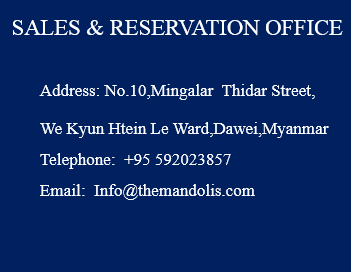 SALES & RESERVATION OFFICE
Address: No.10,Mingalar  Thidar Street,
We Kyun Htein Le Ward,Dawei,Myanmar
Telephone:  +95 592023857
Email:  Info@themandolis.com